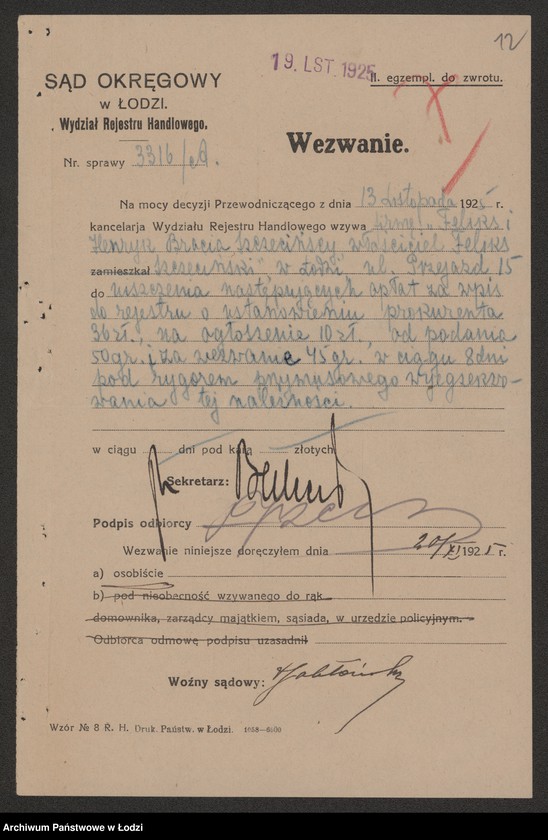 12
19. LST. 1925
II. egzempl. do zwrotu.
SĄD OKRĘGOWY
w ŁODZI.
Wydział Rejestru Handlowego.
Wezwanie.
Nr. sprawy 3316/A.
Na mocy decyzji Przewodniczącego z dnia 13 Listopada 1925 r.
kancelarja Wydziału Rejestru Handlowego wzywa firmę: „Feliks i
Henryk Bracia Szczecińscy właściciel Feliks
zamieszkał Szczeciński", w Łodzi, ul. Przejazd 15
do uiszczenia następujących opłat za wpis
do rejestru o ustanowieniu prokurenta
36 zł., na ogłoszenie 10 zł., od podania
50 gr. i za wezwanie 45 gr., w ciągu 8 dni
pod rygorem przymusowego wyegzekwo-
wania tej należności.
w ciągu dni pod karą złotych
Sekretarz:
Podpis odbiorcy
Wezwanie niniejsze doręczyłem dnia 20/XI 1925 r.
a) osobiście
b) pod nieobecność wzywanego do rąk
domownika, zarządcy majątkiem, sąsiada, w urzędzie policyjnym.
Odbiorca odmowę podpisu uzasadnił
Woźny sądowy: Jabłoński
Wzór № 8 R. H. Druk. Państw. w Łodzi. 1058—6500
Archiwum Państwowe w Łodzi